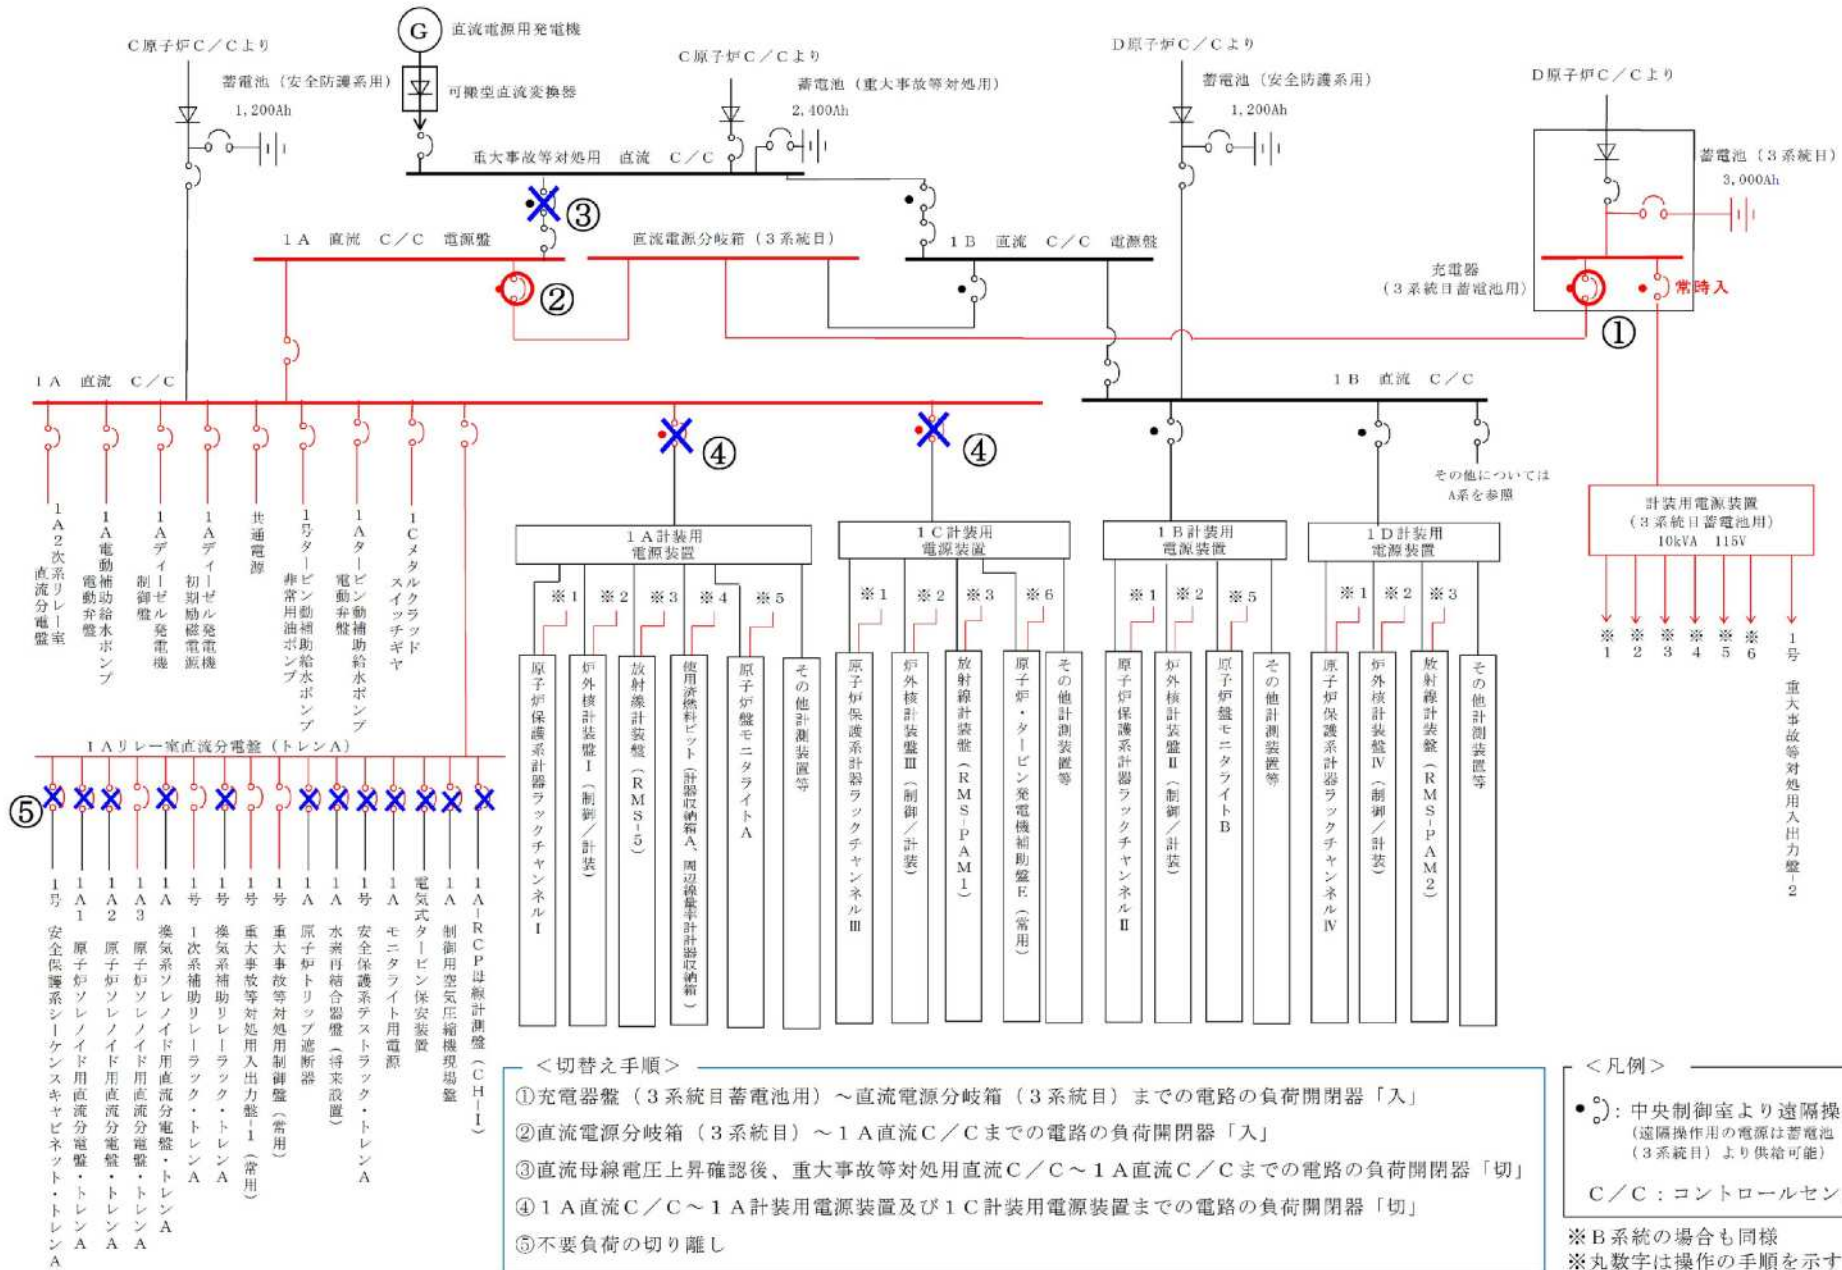 C原子炉C／Cより
蓄電池（安全防護系用）
1,200Ah
G 直流電源用発電機
可搬型直流変換器
C原子炉C／Cより
蓄電池（重大事故等対処用）
2,400Ah
D原子炉C／Cより
蓄電池（安全防護系用）
1,200Ah
D原子炉C／Cより
蓄電池（3系統目）
3,000Ah
重大事故等対処用　直流　C／C
③
1A　直流　C／C　電源盤
直流電源分岐箱（3系統目）
1B　直流　C／C　電源盤
②
充電器
（3系統目蓄電池用）
常時入
①
1A　直流　C／C
1B　直流　C／C
④
④
その他については
A系を参照
1A2次系リレー室
直流分電盤
1A電動補助給水ポンプ
電動弁盤
1Aディーゼル発電機
制御盤
1Aディーゼル発電機
初期励磁電源
共通電源
1号タービン動補助給水ポンプ
非常用油ポンプ
1Aタービン動補助給水ポンプ
電動弁盤
1Cメタルクラッド
スイッチギヤ
1A計装用
電源装置
1C計装用
電源装置
1B計装用
電源装置
1D計装用
電源装置
計装用電源装置
（3系統目蓄電池用）
10kVA　115V
※1
※2
※3
※4
※5
※1
※2
※3
※6
※1
※2
※5
※1
※2
※3
※1
※2
※3
※4
※5
※6
1号　重大事故等対処用入出力盤-2
原子炉保護系計器ラックチャンネルⅠ
炉外核計装盤Ⅰ（制御／計装）
放射線計装盤（RMS-5）
使用済燃料ピット（計器収納箱A、周辺線量率計計器収納箱）
原子炉盤モニタライトA
その他計測装置等
原子炉保護系計器ラックチャンネルⅢ
炉外核計装盤Ⅲ（制御／計装）
放射線計装盤（RMS-PAM1）
原子炉・タービン発電機補助盤E（常用）
その他計測装置等
原子炉保護系計器ラックチャンネルⅡ
炉外核計装盤Ⅱ（制御／計装）
原子炉盤モニタライトB
その他計測装置等
原子炉保護系計器ラックチャンネルⅣ
炉外核計装盤Ⅳ（制御／計装）
放射線計装盤（RMS-PAM2）
その他計測装置等
1Aリレー室直流分電盤（トレンA）
⑤
1号　安全保護系シーケンスキャビネット・トレンA
1A1　原子炉ソレノイド用直流分電盤・トレンA
1A2　原子炉ソレノイド用直流分電盤・トレンA
1A3　原子炉ソレノイド用直流分電盤・トレンA
1A　換気系ソレノイド用直流分電盤・トレンA
1号　1次系補助リレーラック・トレンA
1号　換気系補助リレーラック・トレンA
1号　重大事故等対処用入出力盤-1（常用）
1号　重大事故等対処用制御盤（常用）
1A　原子炉トリップ遮断器
1A　水素再結合器盤（将来設置）
1号　安全保護系テストラック・トレンA
1A　モニタライト用電源
電気式タービン保安装置
1A　制御用空気圧縮機現場盤
1A-RCP母線計測盤（CH-Ⅰ）
＜切替え手順＞
①充電器盤（3系統目蓄電池用）～直流電源分岐箱（3系統目）までの電路の負荷開閉器「入」
②直流電源分岐箱（3系統目）～1A直流C／Cまでの電路の負荷開閉器「入」
③直流母線電圧上昇確認後、重大事故等対処用直流C／C～1A直流C／Cまでの電路の負荷開閉器「切」
④1A直流C／C～1A計装用電源装置及び1C計装用電源装置までの電路の負荷開閉器「切」
⑤不要負荷の切り離し
＜凡例＞
：中央制御室より遠隔操
（遠隔操作用の電源は蓄電池
（3系統目）より供給可能）
C／C：コントロールセン
※B系統の場合も同様
※丸数字は操作の手順を示す